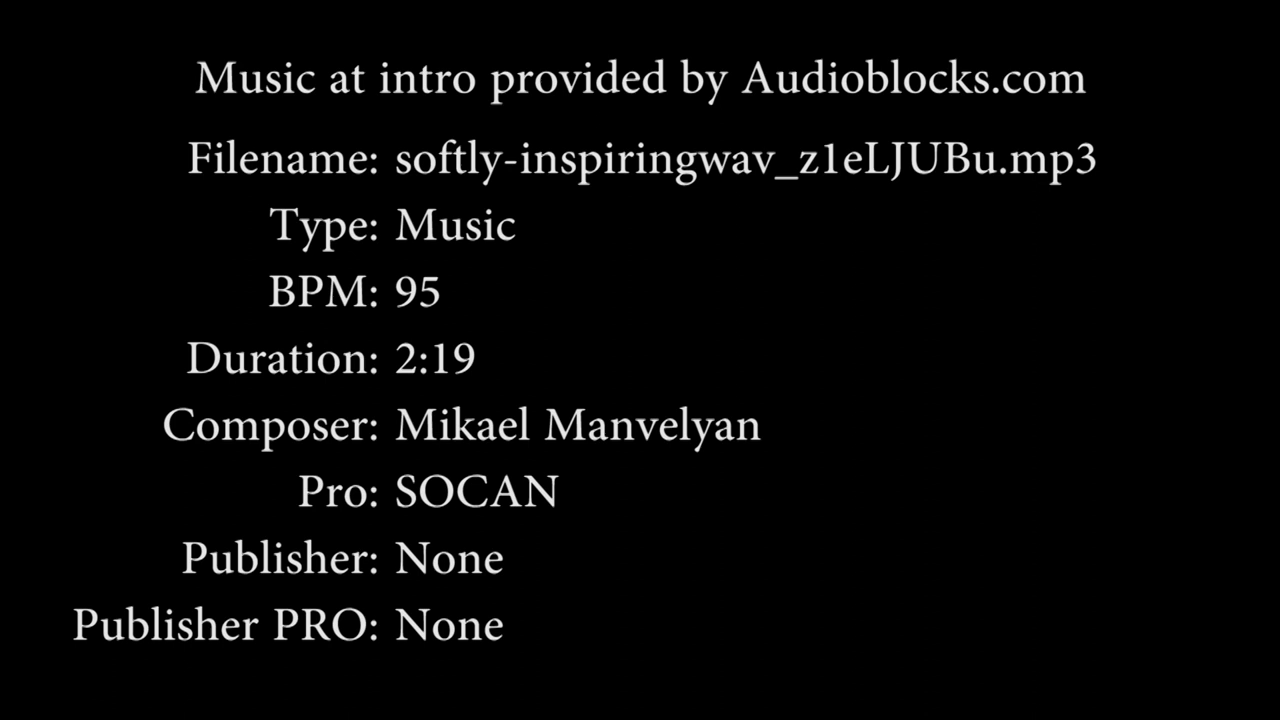 Music at intro provided by Audioblocks.com
Filename: softly-inspiringwav_z1eLJUBu.mp3
Type: Music
BPM: 95
Duration: 2:19
Composer: Mikael Manvelyan
Pro: SOCAN
Publisher: None
Publisher PRO: None